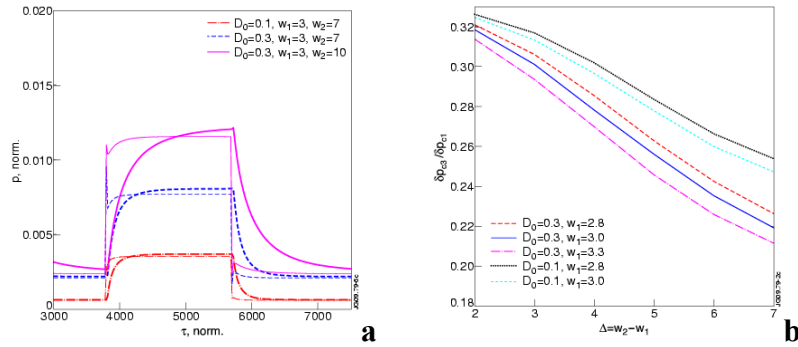 0.020
0.015
0.010
0.005
0
p, norm.
D₀=0.1, w₁=3, w₂=7
D₀=0.3, w₁=3, w₂=7
D₀=0.3, w₁=3, w₂=10
3000 4000 5000 6000 7000
τ, norm.
a
0.32
0.30
0.28
0.26
0.24
0.22
0.20
0.18
δp_c3/δp_c1
D₀=0.3, w₁=2.8
D₀=0.3, w₁=3.0
D₀=0.3, w₁=3.3
D₀=0.1, w₁=2.8
D₀=0.1, w₁=3.0
2 3 4 5 6 7
Δ=w₂−w₁
b